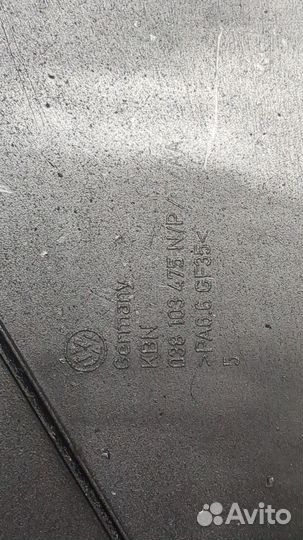 Germany
KBN
038 103 475 N/P/
>PA6.6 GF35<
5
Avito